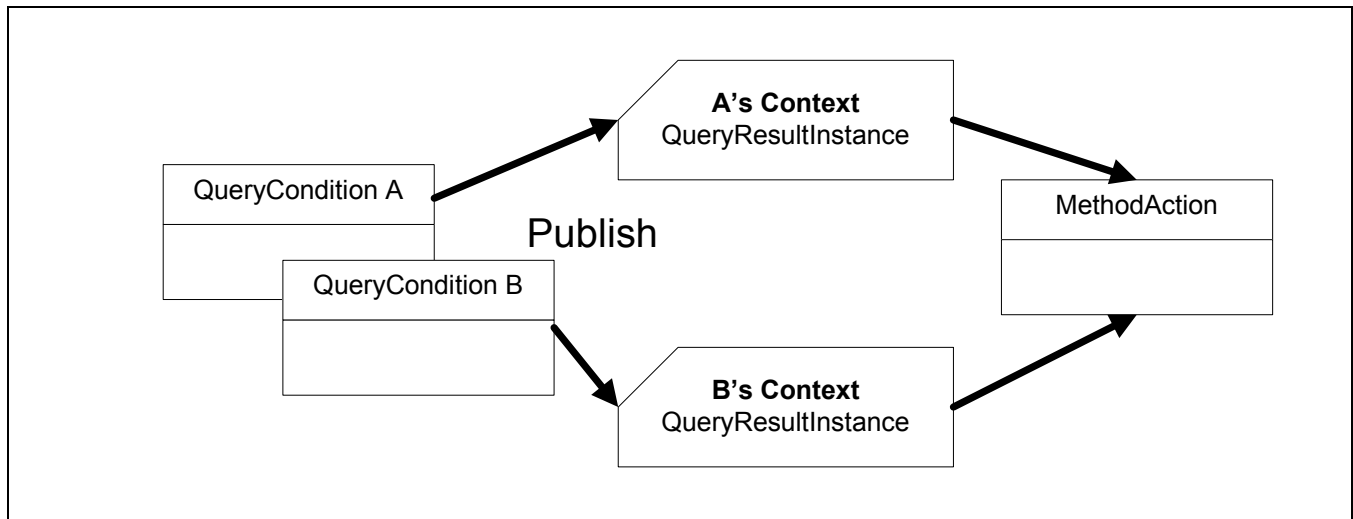 A's Context
QueryResultInstance
QueryCondition A
MethodAction
Publish
QueryCondition B
B's Context
QueryResultInstance